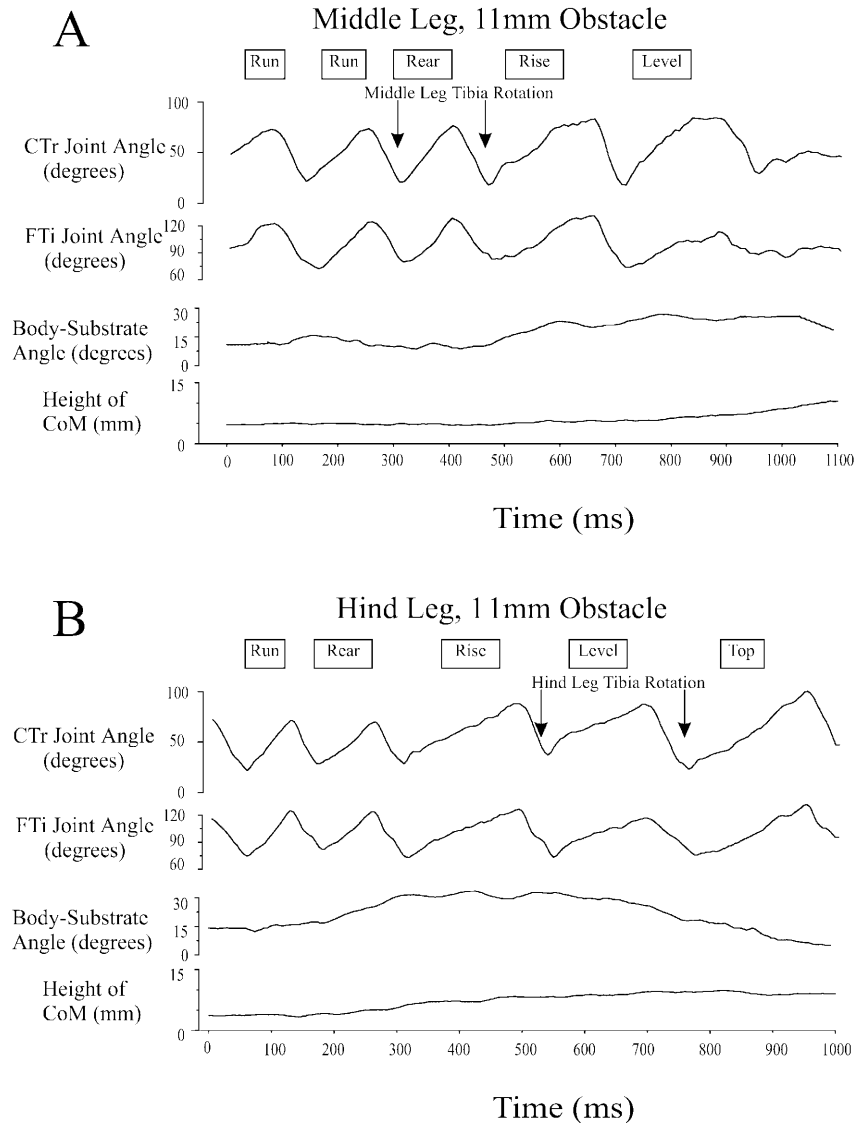 A
Middle Leg, 11mm Obstacle
Run Run Rear Rise Level
Middle Leg Tibia Rotation
100
CTr Joint Angle
50
(degrees)
0
120
FTi Joint Angle
90
(degrees)
60
30
Body-Substrate
15
Angle (degrees)
0
15
Height of
CoM (mm)
0
0 100 200 300 400 500 600 700 800 900 1000 1100
Time (ms)
B
Hind Leg, 11mm Obstacle
Run Rear Rise Level Top
Hind Leg Tibia Rotation
100
CTr Joint Angle
50
(degrees)
0
120
FTi Joint Angle
90
(degrees)
60
30
Body-Substrate
15
Angle (degrees)
0
15
Height of
CoM (mm)
0
0 100 200 300 400 500 600 700 800 900 1000
Time (ms)